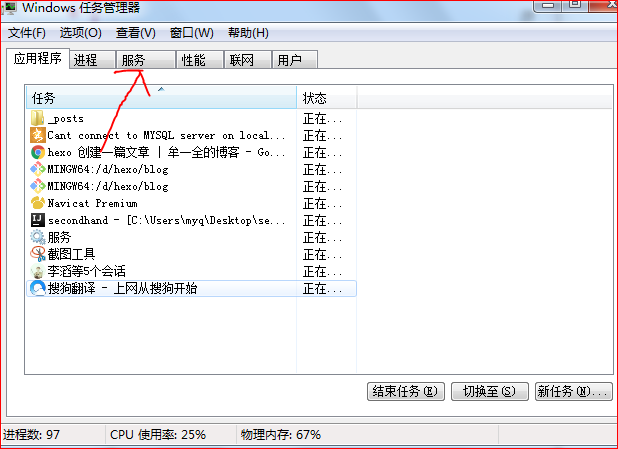 Windows 任务管理器
文件(F) 选项(O) 查看(V) 窗口(W) 帮助(H)
应用程序 进程 服务 性能 联网 用户
任务 状态
_posts 正在...
Cant connect to MYSQL server on local... 正在...
hexo 创建一篇文章 | 牟一全的博客 - Go... 正在...
MINGW64:/d/hexo/blog 正在...
MINGW64:/d/hexo/blog 正在...
Navicat Premium 正在...
secondhand - [C:\Users\myq\Desktop\se... 正在...
服务 正在...
截图工具 正在...
李滔等5个会话 正在...
搜狗翻译 - 上网从搜狗开始 正在...
结束任务(E) 切换至(S) 新任务(N)...
进程数: 97 CPU 使用率: 25% 物理内存: 67%